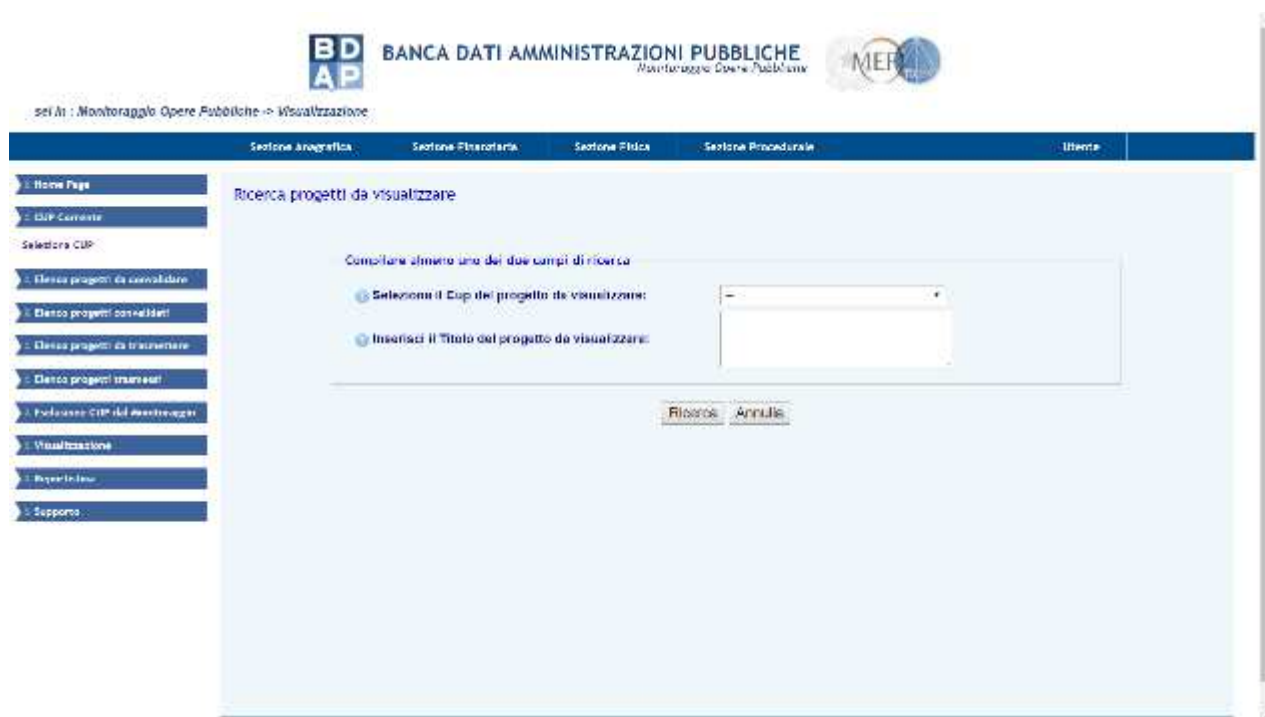 BD
AP
BANCA DATI AMMINISTRAZIONI PUBBLICHE
Monitoraggio Opere Pubbliche
MER
sei in : Monitoraggio Opere Pubbliche -> Visualizzazione
Sezione Anagrafica Sezione Finanziaria Sezione Fisica Sezione Procedurale Utente
: Home Page
: CUP Corrente
Seleziona CUP
: Elenco progetti da convalidare
: Elenco progetti convalidati
: Elenco progetti da trasmettere
: Elenco progetti trasmessi
: Esclusione CUP dal Monitoraggio
: Visualizzazione
: Reportistica
: Supporto
Ricerca progetti da visualizzare
Compilare almeno uno dei due campi di ricerca
Seleziona il Cup del progetto da visualizzare: --
Inserisci il Titolo del progetto da visualizzare:
Ricerca Annulla